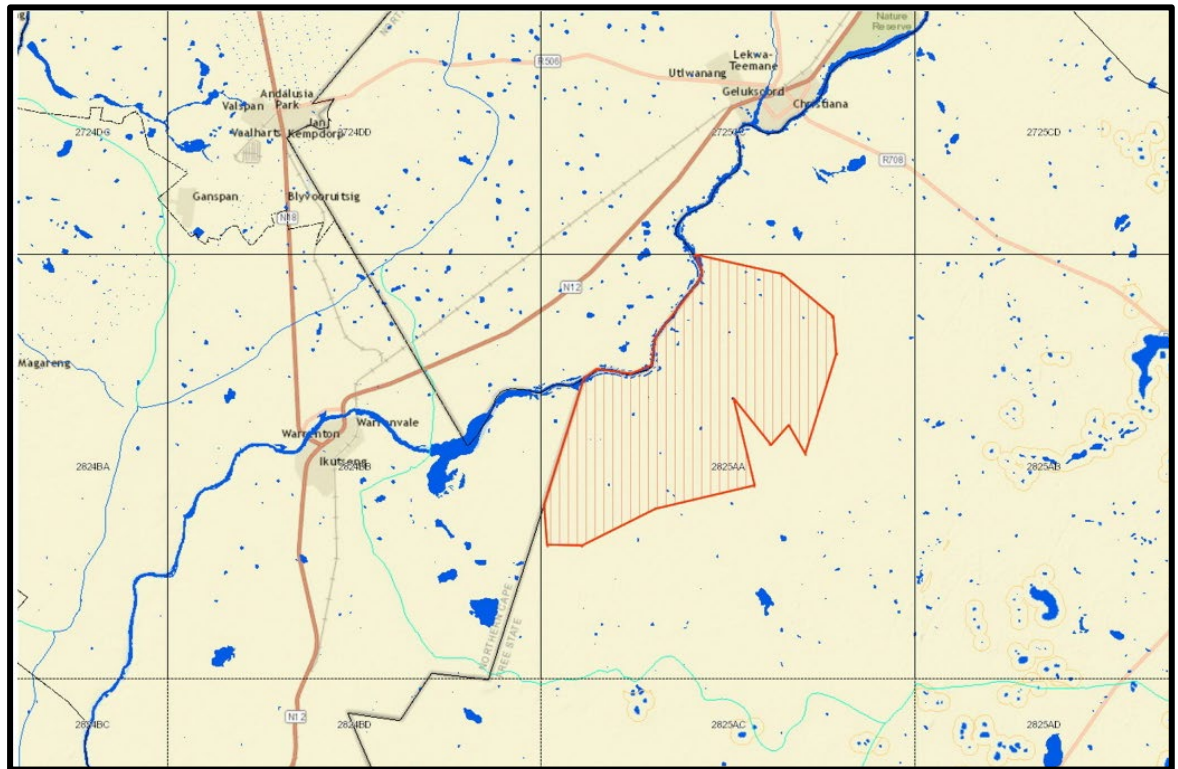 Nature
Reserve
Lekwa-
Teemane
R506
Utlwanang
Andalusia
Park
Valspan
Geluksoord
Christiana
Jan
Kempdorp
Vaalharts
2724DD
2725CD
R708
Ganspan
Blyvooruitsig
N18
N12
Magareng
Warrenton
Warrenvale
Ikutseng
2824BA
2824BB
2825AA
2825AB
NORTHERN CAPE
FREE STATE
N12
2824BC
2824BD
2825AC
2825AD